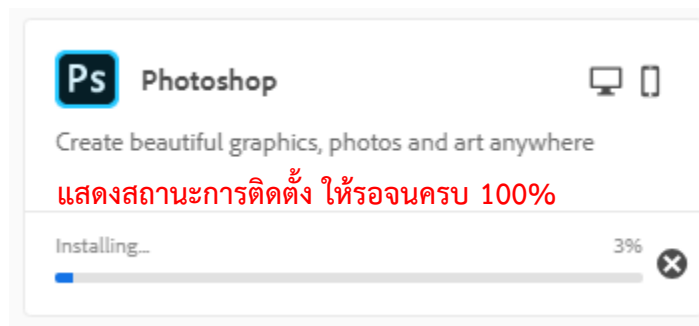 Ps Photoshop
Create beautiful graphics, photos and art anywhere
แสดงสถานะการติดตั้ง ให้รอจนครบ 100%
Installing... 3%